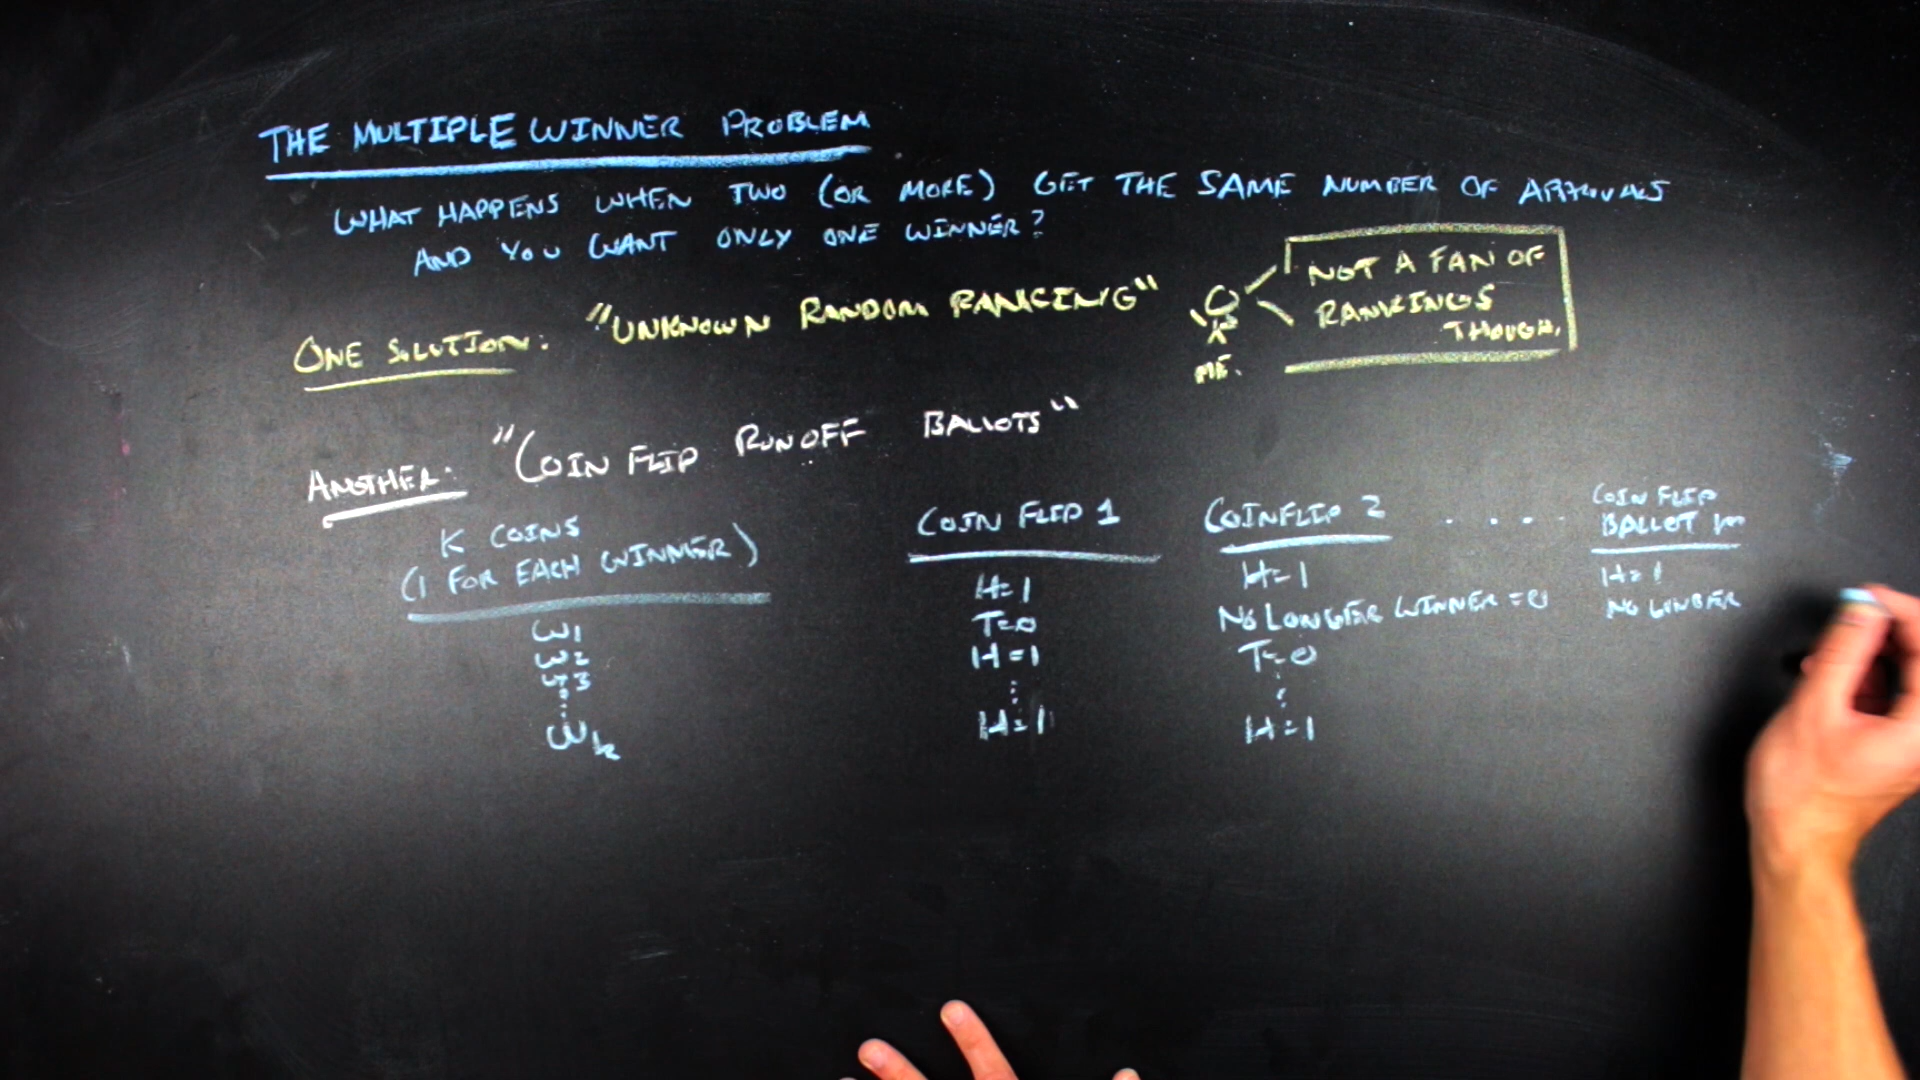 THE MULTIPLE WINNER PROBLEM
WHAT HAPPENS WHEN TWO (OR MORE) GET THE SAME NUMBER OF APPROVALS
AND YOU WANT ONLY ONE WINNER?
ONE SOLUTION: "UNKNOWN RANDOM RANKING"
NOT A FAN OF
RANKINGS
THOUGH.
ME.
ANOTHER: "COIN FLIP RUNOFF BALLOTS"
K COINS
(1 FOR EACH WINNER)
W1
W2
W3
Wk
COIN FLIP 1
H=1
T=0
H=1
H=1
COINFLIP 2
H=1
NO LONGER WINNER=0
T=0
H=1
....
COIN FLIP
BALLOT m
H=1
NO LONGER